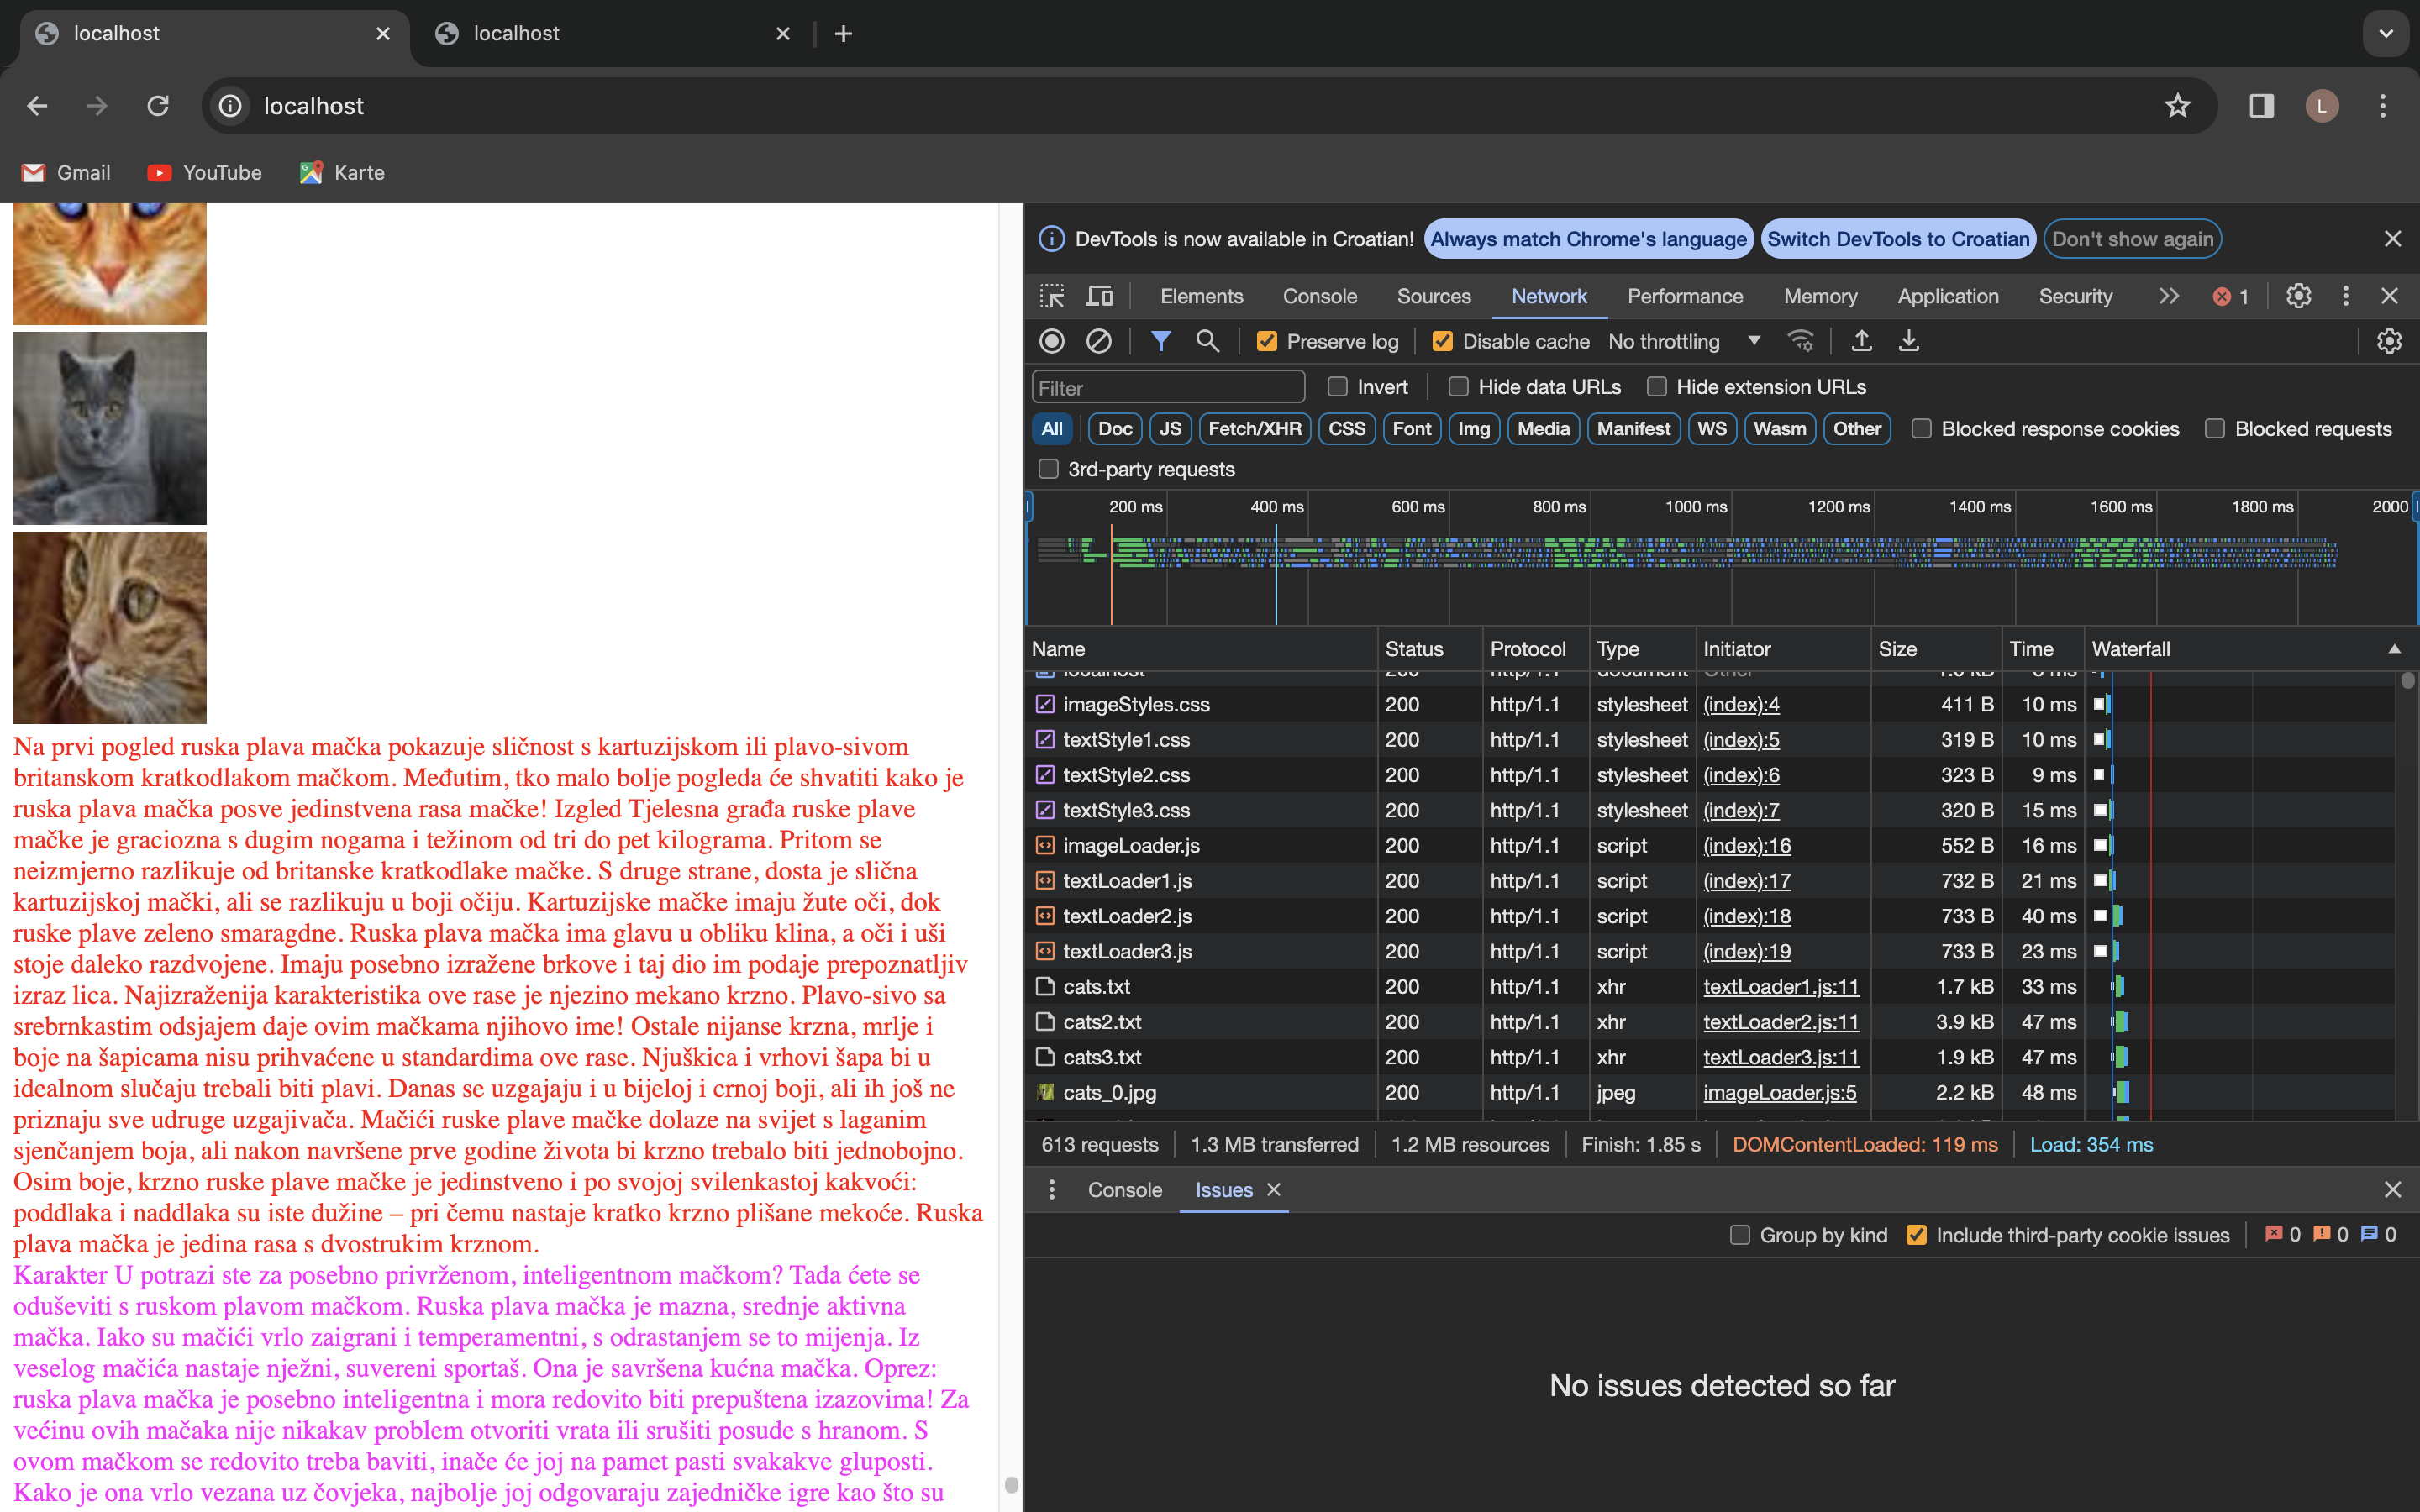 localhost
localhost
localhost
L
Gmail
YouTube
Karte
Na prvi pogled ruska plava mačka pokazuje sličnost s kartuzijskom ili plavo-sivom
britanskom kratkodlakom mačkom. Međutim, tko malo bolje pogleda će shvatiti kako je
ruska plava mačka posve jedinstvena rasa mačke! Izgled Tjelesna građa ruske plave
mačke je graciozna s dugim nogama i težinom od tri do pet kilograma. Pritom se
neizmjerno razlikuje od britanske kratkodlake mačke. S druge strane, dosta je slična
kartuzijskoj mački, ali se razlikuju u boji očiju. Kartuzijske mačke imaju žute oči, dok
ruske plave zeleno smaragdne. Ruska plava mačka ima glavu u obliku klina, a oči i uši
stoje daleko razdvojene. Imaju posebno izražene brkove i taj dio im podaje prepoznatljiv
izraz lica. Najizraženija karakteristika ove rase je njezino mekano krzno. Plavo-sivo sa
srebrnkastim odsjajem daje ovim mačkama njihovo ime! Ostale nijanse krzna, mrlje i
boje na šapicama nisu prihvaćene u standardima ove rase. Njuškica i vrhovi šapa bi u
idealnom slučaju trebali biti plavi. Danas se uzgajaju i u bijeloj i crnoj boji, ali ih još ne
priznaju sve udruge uzgajivača. Mačići ruske plave mačke dolaze na svijet s laganim
sjenčanjem boja, ali nakon navršene prve godine života bi krzno trebalo biti jednobojno.
Osim boje, krzno ruske plave mačke je jedinstveno i po svojoj svilenkastoj kakvoći:
poddlaka i naddlaka su iste dužine – pri čemu nastaje kratko krzno plišane mekoće. Ruska
plava mačka je jedina rasa s dvostrukim krznom.
Karakter U potrazi ste za posebno privrženom, inteligentnom mačkom? Tada ćete se
oduševiti s ruskom plavom mačkom. Ruska plava mačka je mazna, srednje aktivna
mačka. Iako su mačići vrlo zaigrani i temperamentni, s odrastanjem se to mijenja. Iz
veselog mačića nastaje nježni, suvereni sportaš. Ona je savršena kućna mačka. Oprez:
ruska plava mačka je posebno inteligentna i mora redovito biti prepuštena izazovima! Za
većinu ovih mačaka nije nikakav problem otvoriti vrata ili srušiti posude s hranom. S
ovom mačkom se redovito treba baviti, inače će joj na pamet pasti svakakve gluposti.
Kako je ona vrlo vezana uz čovjeka, najbolje joj odgovaraju zajedničke igre kao što su
DevTools is now available in Croatian! Always match Chrome's language Switch DevTools to Croatian Don't show again
Elements Console Sources Network Performance Memory Application Security 1
Preserve log Disable cache No throttling
Filter Invert Hide data URLs Hide extension URLs
All Doc JS Fetch/XHR CSS Font Img Media Manifest WS Wasm Other Blocked response cookies Blocked requests
3rd-party requests
200 ms 400 ms 600 ms 800 ms 1000 ms 1200 ms 1400 ms 1600 ms 1800 ms 2000
Name Status Protocol Type Initiator Size Time Waterfall
localhost 200 http/1.1 document Other
imageStyles.css 200 http/1.1 stylesheet (index):4 411 B 10 ms
textStyle1.css 200 http/1.1 stylesheet (index):5 319 B 10 ms
textStyle2.css 200 http/1.1 stylesheet (index):6 323 B 9 ms
textStyle3.css 200 http/1.1 stylesheet (index):7 320 B 15 ms
imageLoader.js 200 http/1.1 script (index):16 552 B 16 ms
textLoader1.js 200 http/1.1 script (index):17 732 B 21 ms
textLoader2.js 200 http/1.1 script (index):18 733 B 40 ms
textLoader3.js 200 http/1.1 script (index):19 733 B 23 ms
cats.txt 200 http/1.1 xhr textLoader1.js:11 1.7 kB 33 ms
cats2.txt 200 http/1.1 xhr textLoader2.js:11 3.9 kB 47 ms
cats3.txt 200 http/1.1 xhr textLoader3.js:11 1.9 kB 47 ms
cats_0.jpg 200 http/1.1 jpeg imageLoader.js:5 2.2 kB 48 ms
613 requests 1.3 MB transferred 1.2 MB resources Finish: 1.85 s DOMContentLoaded: 119 ms Load: 354 ms
Console Issues
Group by kind Include third-party cookie issues 0 0 0
No issues detected so far